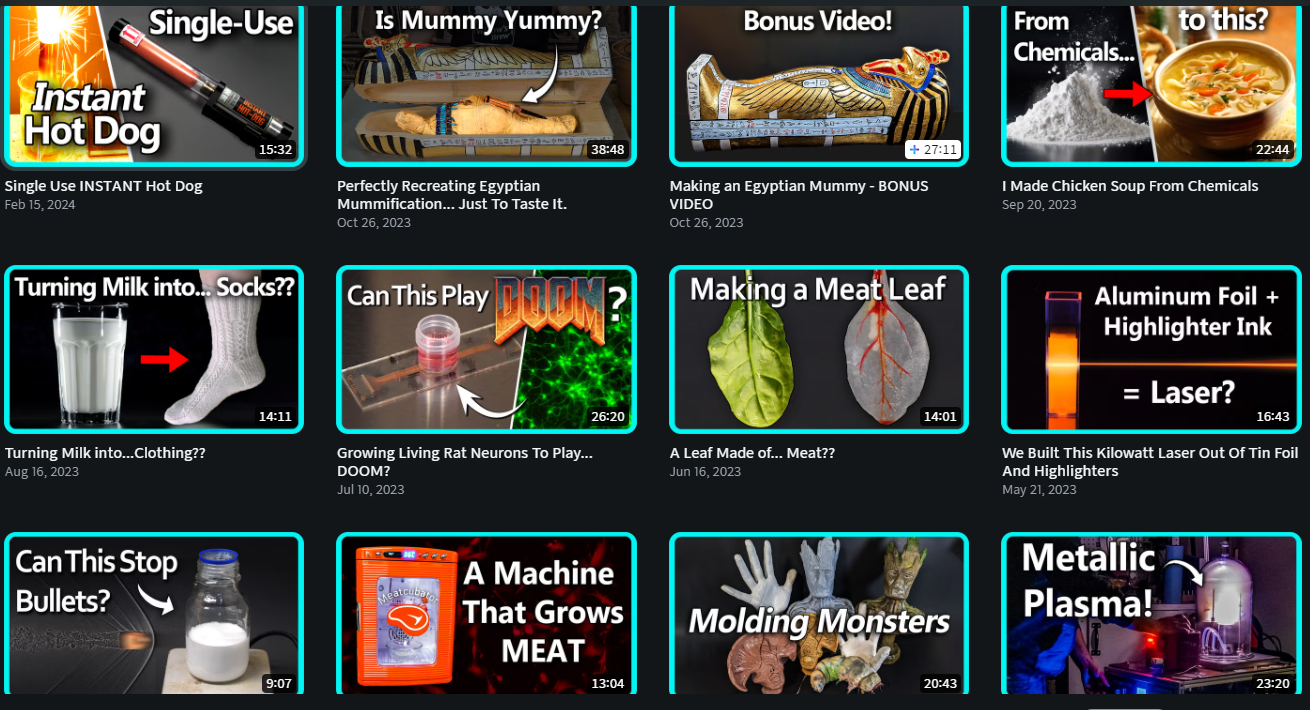 Single-Use
Instant
Hot Dog
INSTANT
HOT-DOG
15:32
Single Use INSTANT Hot Dog
Feb 15, 2024
Is Mummy Yummy?
38:48
Perfectly Recreating Egyptian
Mummification... Just To Taste It.
Oct 26, 2023
Bonus Video!
+ 27:11
Making an Egyptian Mummy - BONUS
VIDEO
Oct 26, 2023
From
Chemicals...
to this?
22:44
I Made Chicken Soup From Chemicals
Sep 20, 2023
Turning Milk into... Socks??
14:11
Turning Milk into...Clothing??
Aug 16, 2023
Can This Play
DOOM?
26:20
Growing Living Rat Neurons To Play...
DOOM?
Jul 10, 2023
Making a Meat Leaf
14:01
A Leaf Made of... Meat??
Jun 16, 2023
Aluminum Foil +
Highlighter Ink
= Laser?
16:43
We Built This Kilowatt Laser Out Of Tin Foil
And Highlighters
May 21, 2023
Can This Stop
Bullets?
9:07
Meatcubator
A Machine
That Grows
MEAT
13:04
Molding Monsters
20:43
Metallic
Plasma!
23:20